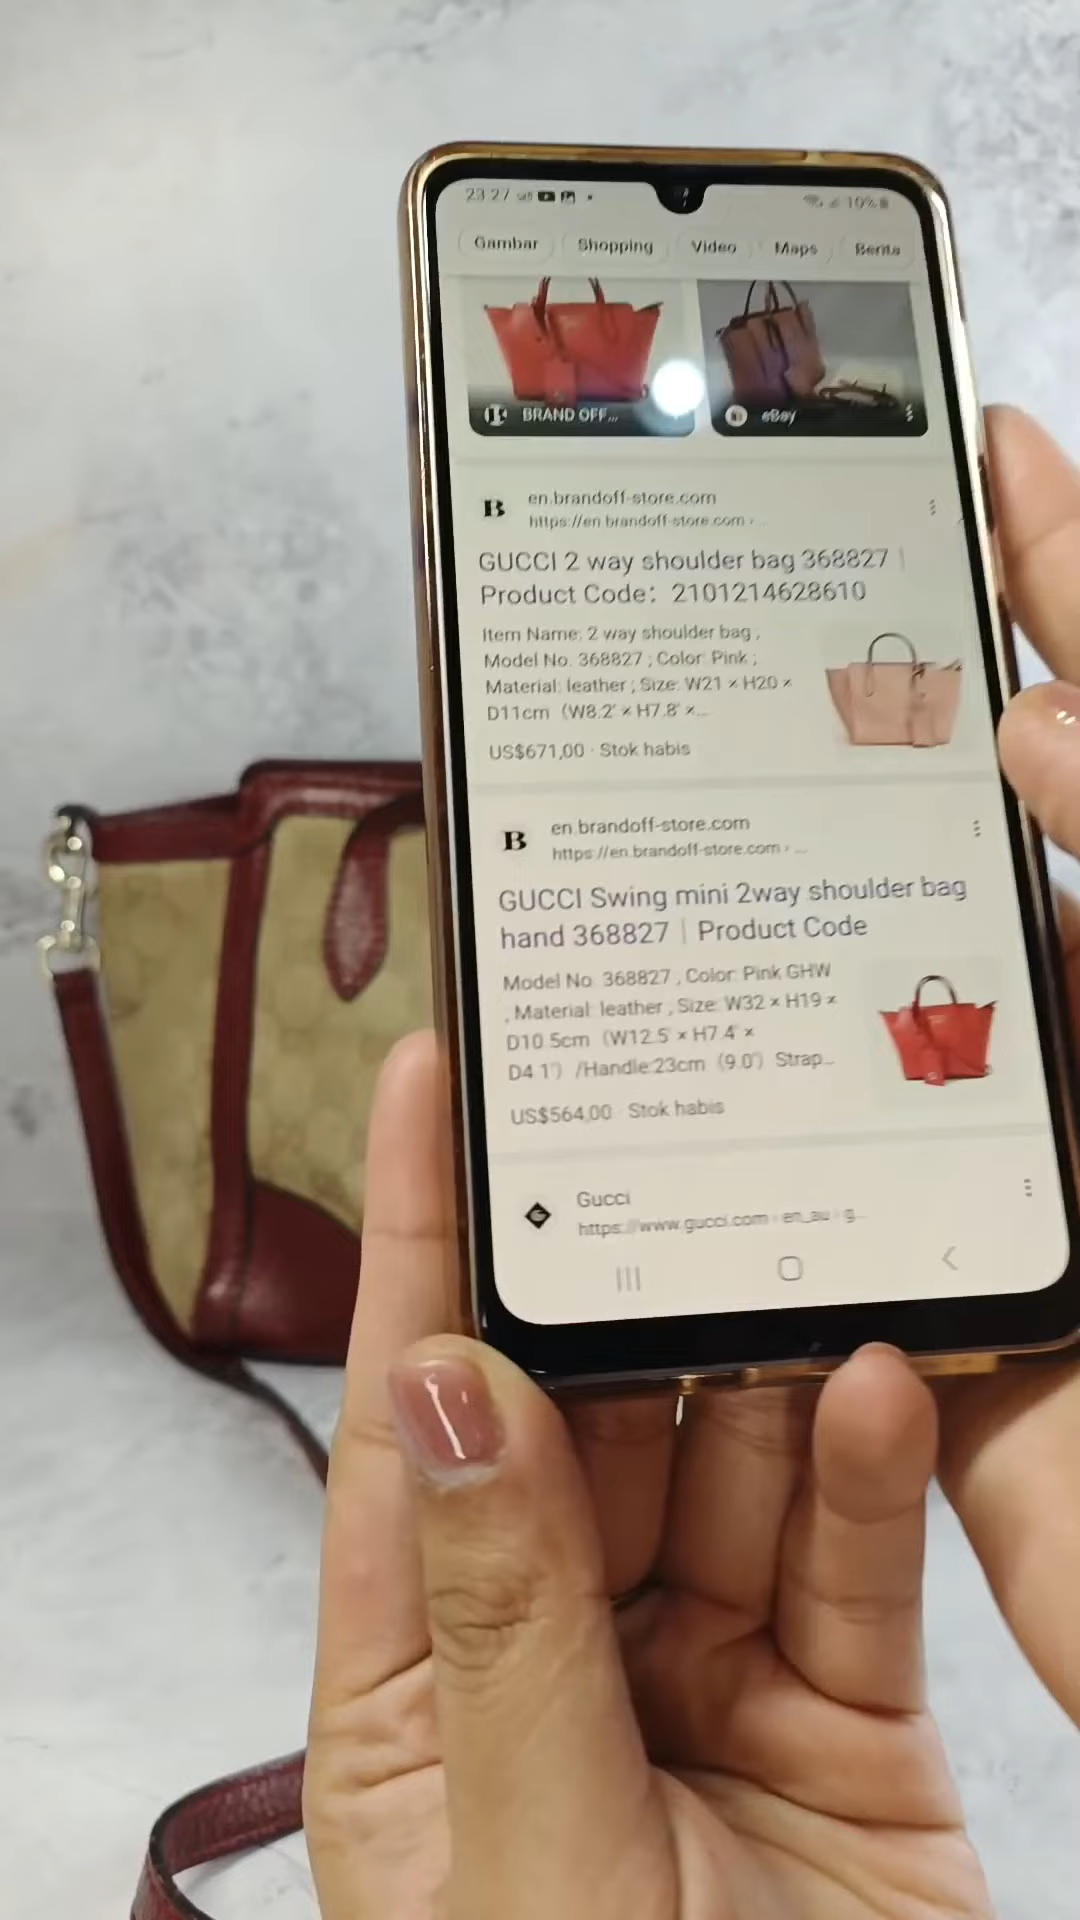 23 27
10%
Gambar Shopping Video Maps Berita
BRAND OFF...
eBay
B
en.brandoff-store.com
https://en.brandoff-store.com › ...
GUCCI 2 way shoulder bag 368827 |
Product Code: 2101214628610
Item Name: 2 way shoulder bag ,
Model No. 368827 ; Color: Pink ;
Material: leather ; Size: W21 × H20 ×
D11cm (W8.2' × H7.8' ×...
US$671,00 · Stok habis
B
en.brandoff-store.com
https://en.brandoff-store.com › ...
GUCCI Swing mini 2way shoulder bag
hand 368827 | Product Code
Model No. 368827 , Color: Pink GHW
, Material: leather , Size: W32 × H19 ×
D10.5cm (W12.5' × H7.4' ×
D4.1') /Handle:23cm (9.0') Strap...
US$564,00 · Stok habis
Gucci
https://www.gucci.com › en_au › g...